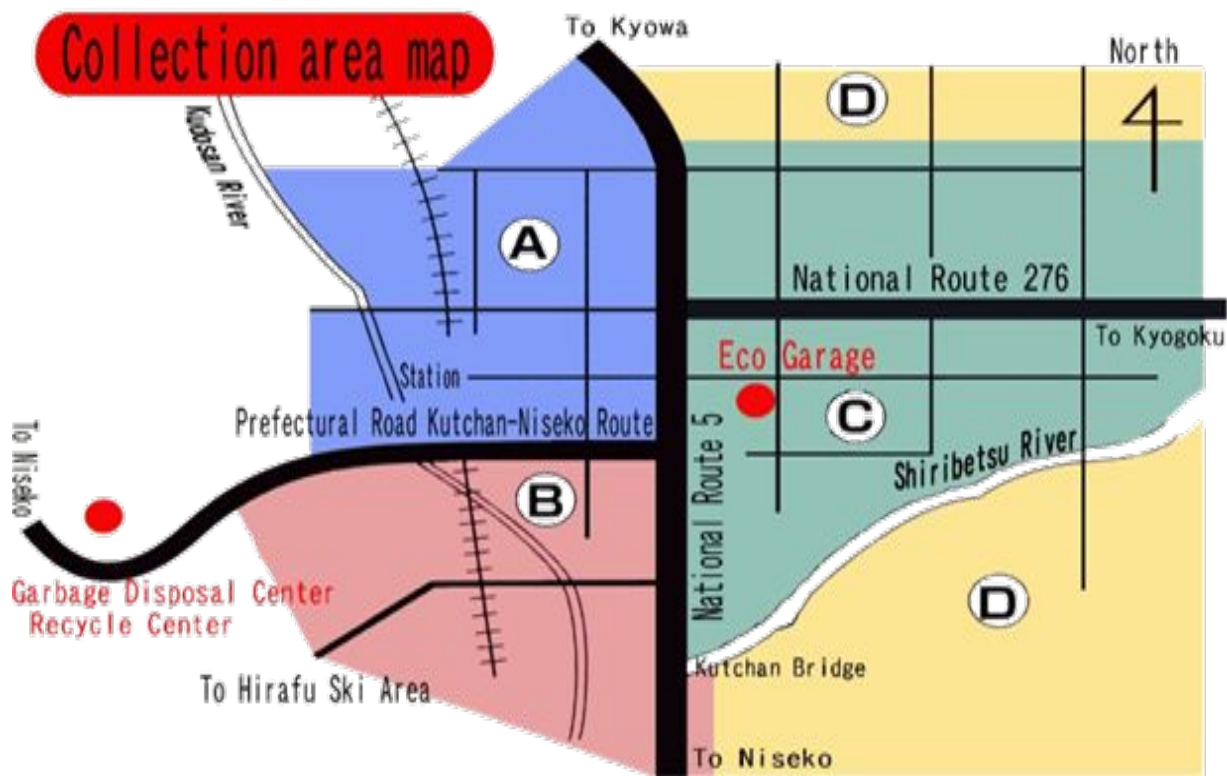 To Kyowa
Collection area map
North
D
Kudosan River
A
National Route 276
To Kyogoku
Eco Garage
Station
Prefectural Road Kutchan-Niseko Route
C
National Route 5
Shiribetsu River
To Niseko
B
Garbage Disposal Center
Recycle Center
D
Kutchan Bridge
To Hirafu Ski Area
To Niseko